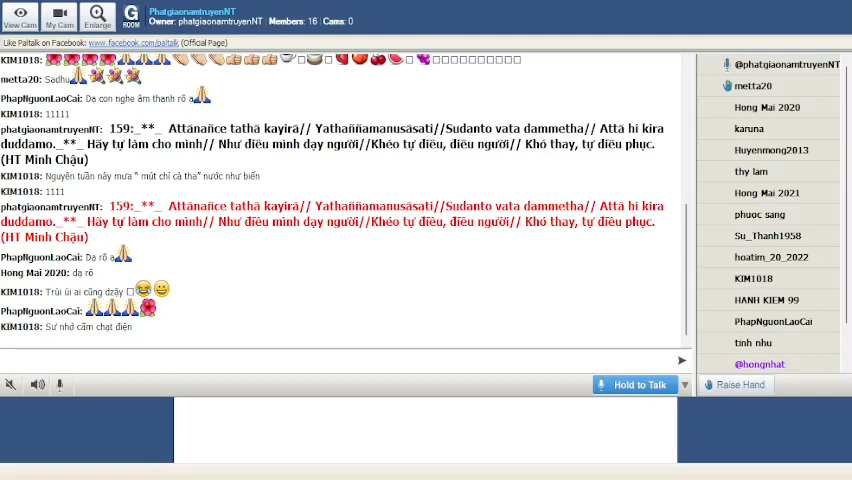 View Cam
My Cam
Enlarge
G
ROOM
PhatgiaonamtruyenNT
Owner: phatgiaonamtruyenNT | Members: 16 | Cams: 0
Like Paltalk on Facebook: www.facebook.com/paltalk (Official Page)
KIM1018:
metta20: Sadhu
PhapNguonLaoCai: Dạ con nghe âm thanh rõ ạ
KIM1018: 11111
phatgiaonamtruyenNT: 159:_**_ Attānañce tathā kayirā// Yathaññamanusāsati//Sudanto vata dammetha// Attā hi kira
duddamo._**_ Hãy tự làm cho mình// Như điều mình dạy người//Khéo tự điều, điều người// Khó thay, tự điều phục.
(HT Minh Châu)
KIM1018: Nguyên tuần này mưa “ mút chỉ cà tha” nước như biển
KIM1018: 1111
phatgiaonamtruyenNT: 159:_**_ Attānañce tathā kayirā// Yathaññamanusāsati//Sudanto vata dammetha// Attā hi kira
duddamo._**_ Hãy tự làm cho mình// Như điều mình dạy người//Khéo tự điều, điều người// Khó thay, tự điều phục.
(HT Minh Châu)
PhapNguonLaoCai: Dạ rõ ạ
Hong Mai 2020: dạ rõ
KIM1018: Trùi ùi ai cũng dzậy
PhapNguonLaoCai:
KIM1018: Sư nhớ cẩm chạt điện
Hold to Talk
@phatgiaonamtruyenNT
metta20
Hong Mai 2020
karuna
Huyenmong2013
thy lam
Hong Mai 2021
phuoc sang
Su_Thanh1958
hoatim_20_2022
KIM1018
HANH KIEM 99
PhapNguonLaoCai
tinh nhu
@hongnhat
Raise Hand